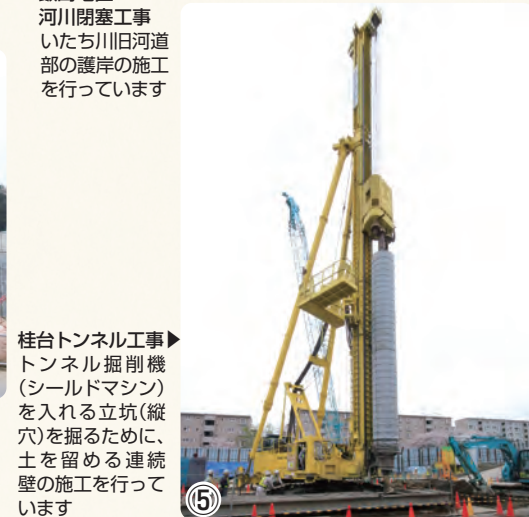 河川閉塞工事
いたち川旧河道
部の護岸の施工
を行っています
桂台トンネル工事▶
トンネル掘削機
(シールドマシン)
を入れる立坑(縦
穴)を掘るために、
土を留める連続
壁の施工を行って
います
⑤